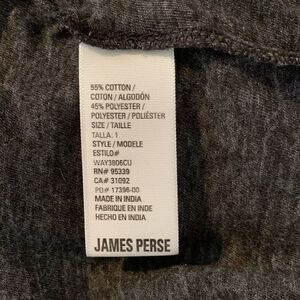 55% COTTON /
COTON / ALGODÓN
45% POLYESTER /
POLYESTER / POLIÉSTER
SIZE / TAILLE
TALLA: 1
STYLE / MODELE
ESTILO#
WAY3806CU
RN# 95339
CA# 31092
PO# 17396-00
MADE IN INDIA
FABRIQUE EN INDE
HECHO EN INDIA
JAMES PERSE